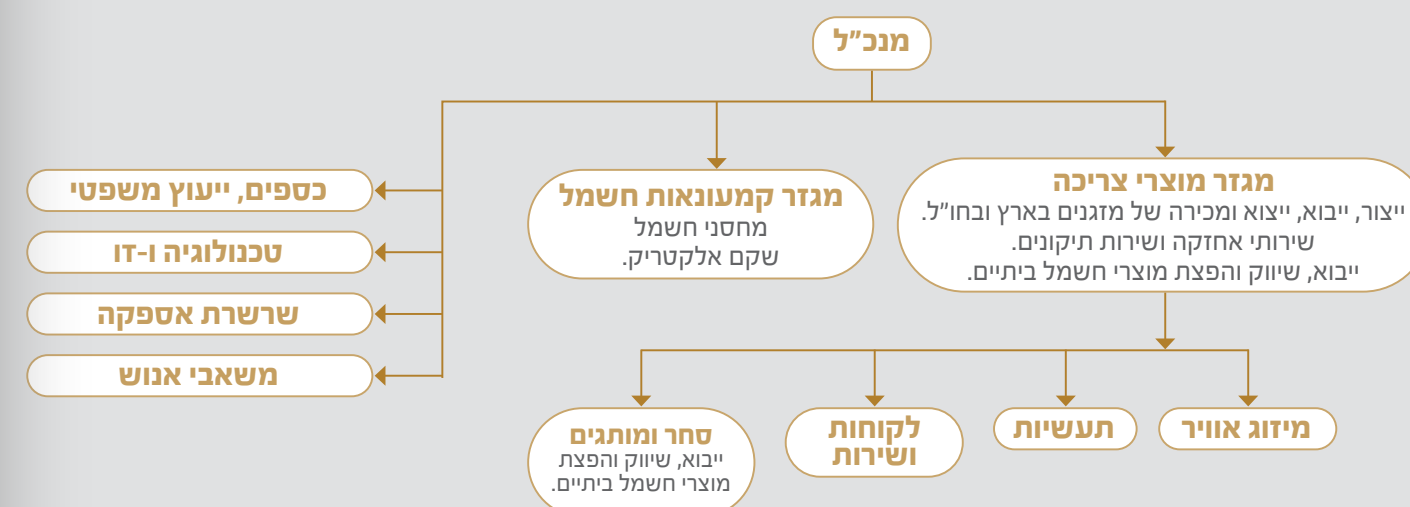 מנכ״ל
מגזר מוצרי צריכה
ייצור, ייבוא, ייצוא ומכירה של מזגנים בארץ ובחו״ל.
שירותי אחזקה ושירות תיקונים.
ייבוא, שיווק והפצת מוצרי חשמל ביתיים.
מגזר קמעונאות חשמל
מחסני חשמל
שקם אלקטריק.
כספים, ייעוץ משפטי
טכנולוגיה ו-זו
שרשרת אספקה
משאבי אנוש
מיזוג אוויר
תעשיות
לקוחות
ושירות
סחר ומותגים
ייבוא, שיווק והפצת
מוצרי חשמל ביתיים.